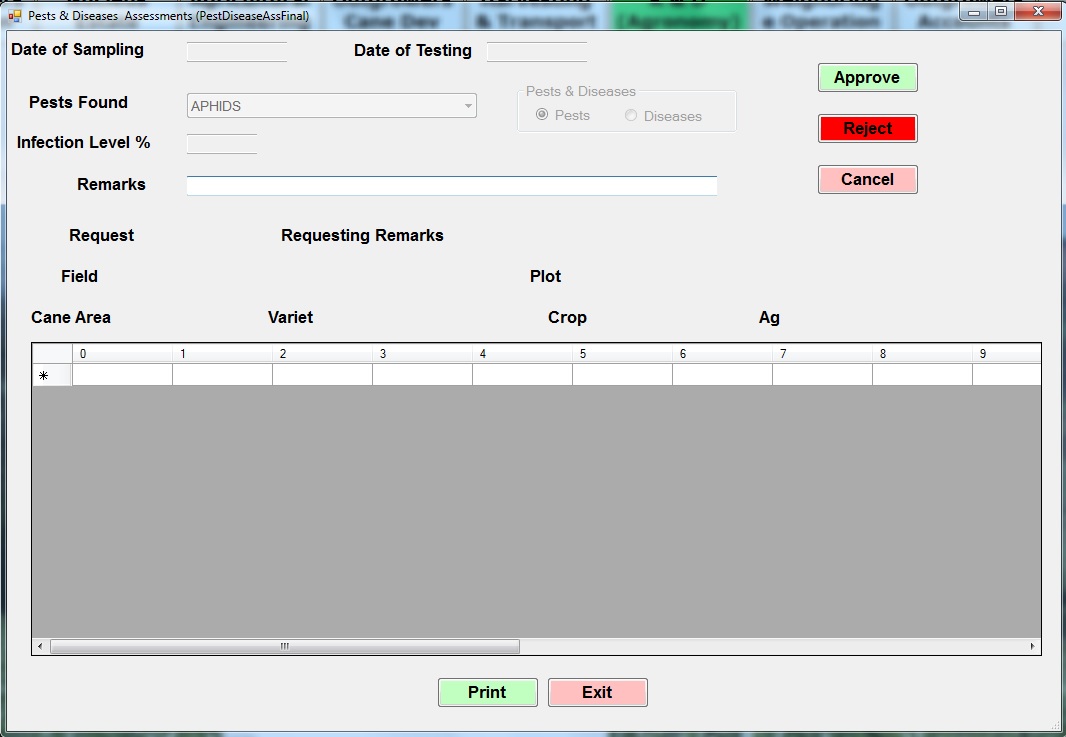 Pests & Diseases  Assessments (PestDiseaseAssFinal)
Cane Dev
& Transport
(Agronomy)
e Operation
Date of Sampling
Date of Testing
Approve
Pests Found
APHIDS
Pests & Diseases
Pests
Diseases
Reject
Infection Level %
Remarks
Cancel
Request
Requesting Remarks
Field
Plot
Cane Area
Variet
Crop
Ag
0 1 2 3 4 5 6 7 8 9
*
Print
Exit